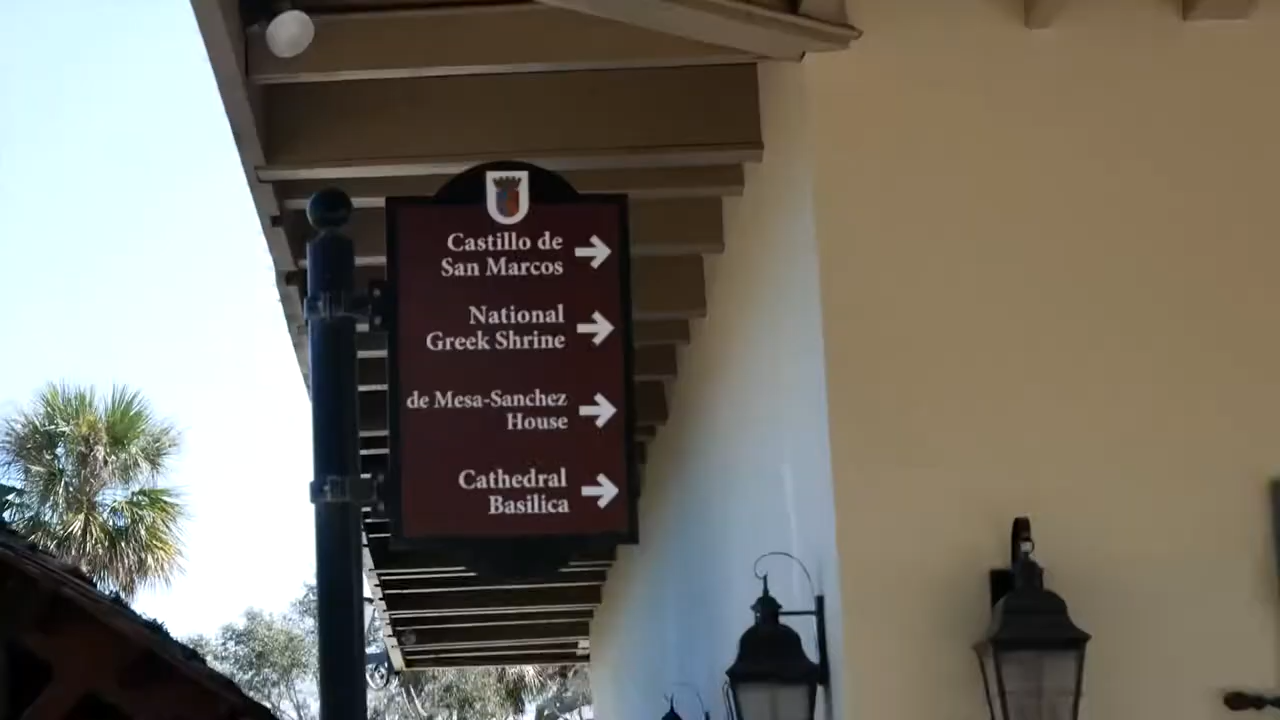 Castillo de
San Marcos
National
Greek Shrine
de Mesa-Sanchez
House
Cathedral
Basilica